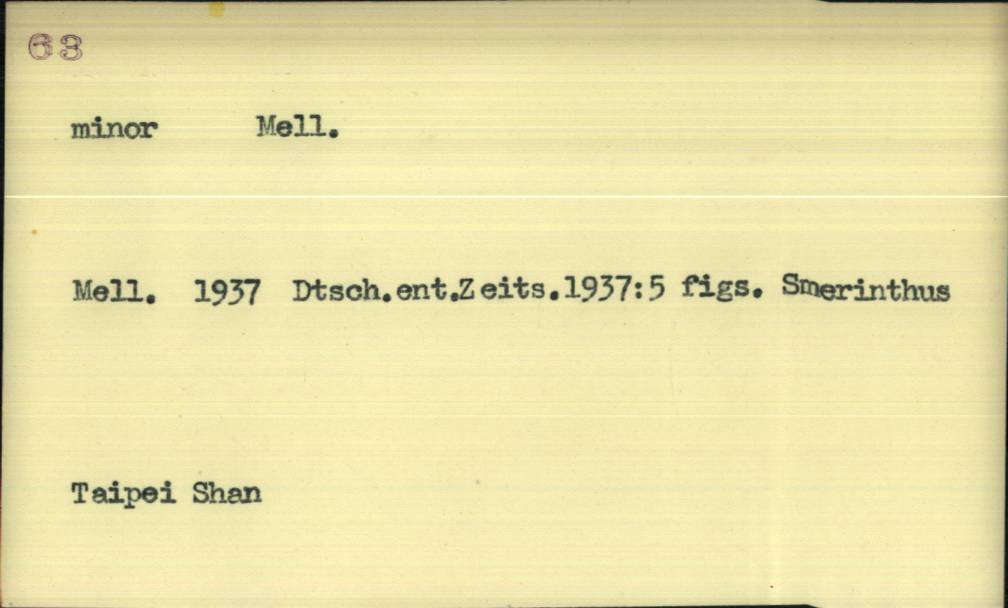 63
minor Mell.
Mell. 1937 Dtsch.ent.Zeits.1937:5 figs. Smerinthus
Taipei Shan